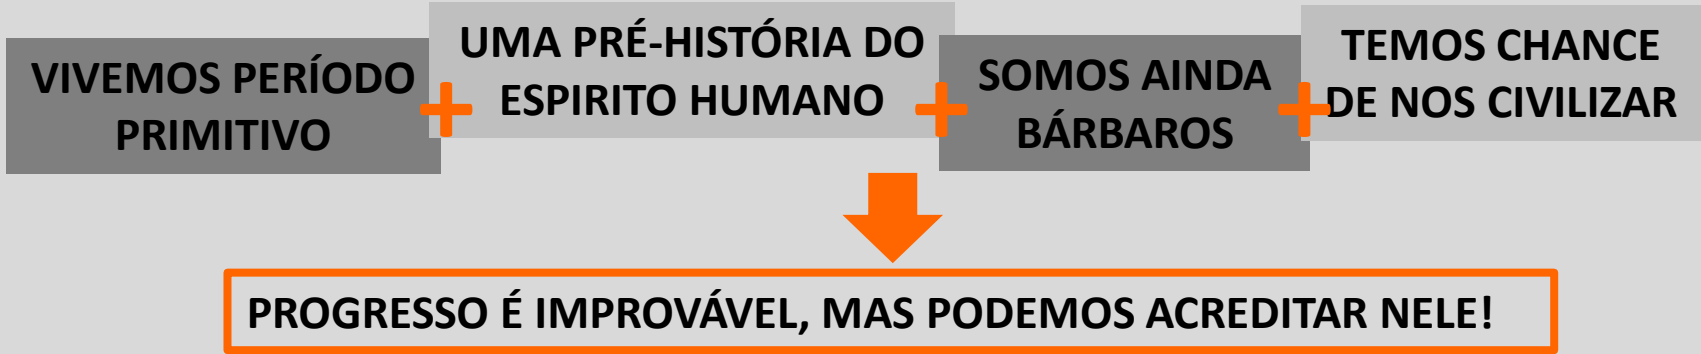 VIVEMOS PERÍODO
PRIMITIVO
+
UMA PRÉ-HISTÓRIA DO
ESPIRITO HUMANO
+
SOMOS AINDA
BÁRBAROS
+
TEMOS CHANCE
DE NOS CIVILIZAR
PROGRESSO É IMPROVÁVEL, MAS PODEMOS ACREDITAR NELE!